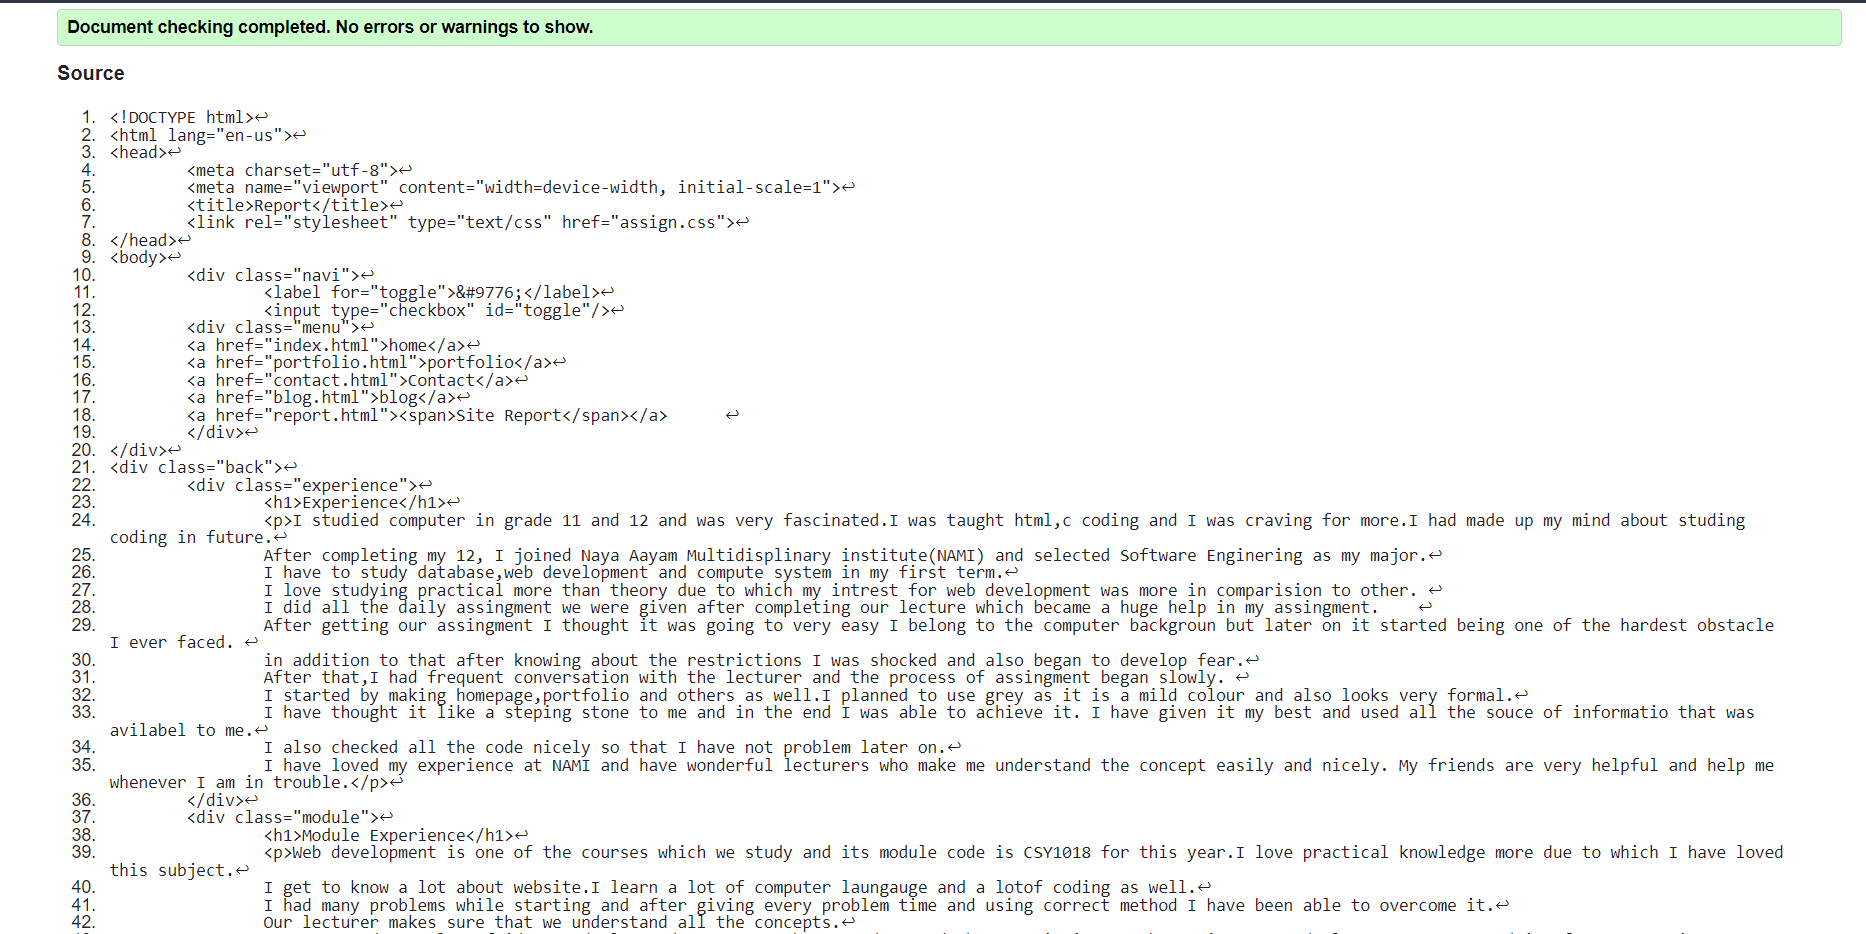 Document checking completed. No errors or warnings to show.
Source
1. <!DOCTYPE html>↩
2. <html lang="en-us">↩
3. <head>↩
4. <meta charset="utf-8">↩
5. <meta name="viewport" content="width=device-width, initial-scale=1">↩
6. <title>Report</title>↩
7. <link rel="stylesheet" type="text/css" href="assign.css">↩
8. </head>↩
9. <body>↩
10. <div class="navi">↩
11. <label for="toggle">&#9776;</label>↩
12. <input type="checkbox" id="toggle"/>↩
13. <div class="menu">↩
14. <a href="index.html">home</a>↩
15. <a href="portfolio.html">portfolio</a>↩
16. <a href="contact.html">Contact</a>↩
17. <a href="blog.html">blog</a>↩
18. <a href="report.html"><span>Site Report</span></a> ↩
19. </div>↩
20. </div>↩
21. <div class="back">↩
22. <div class="experience">↩
23. <h1>Experience</h1>↩
24. <p>I studied computer in grade 11 and 12 and was very fascinated.I was taught html,c coding and I was craving for more.I had made up my mind about studing
coding in future.↩
25. After completing my 12, I joined Naya Aayam Multidisplinary institute(NAMI) and selected Software Enginering as my major.↩
26. I have to study database,web development and compute system in my first term.↩
27. I love studying practical more than theory due to which my intrest for web development was more in comparision to other. ↩
28. I did all the daily assingment we were given after completing our lecture which became a huge help in my assingment. ↩
29. After getting our assingment I thought it was going to very easy I belong to the computer backgroun but later on it started being one of the hardest obstacle
I ever faced. ↩
30. in addition to that after knowing about the restrictions I was shocked and also began to develop fear.↩
31. After that,I had frequent conversation with the lecturer and the process of assingment began slowly. ↩
32. I started by making homepage,portfolio and others as well.I planned to use grey as it is a mild colour and also looks very formal.↩
33. I have thought it like a steping stone to me and in the end I was able to achieve it. I have given it my best and used all the souce of informatio that was
avilabel to me.↩
34. I also checked all the code nicely so that I have not problem later on.↩
35. I have loved my experience at NAMI and have wonderful lecturers who make me understand the concept easily and nicely. My friends are very helpful and help me
whenever I am in trouble.</p>↩
36. </div>↩
37. <div class="module">↩
38. <h1>Module Experience</h1>↩
39. <p>Web development is one of the courses which we study and its module code is CSY1018 for this year.I love practical knowledge more due to which I have loved
this subject.↩
40. I get to know a lot about website.I learn a lot of computer laungauge and a lotof coding as well.↩
41. I had many problems while starting and after giving every problem time and using correct method I have been able to overcome it.↩
42. Our lecturer makes sure that we understand all the concepts.↩